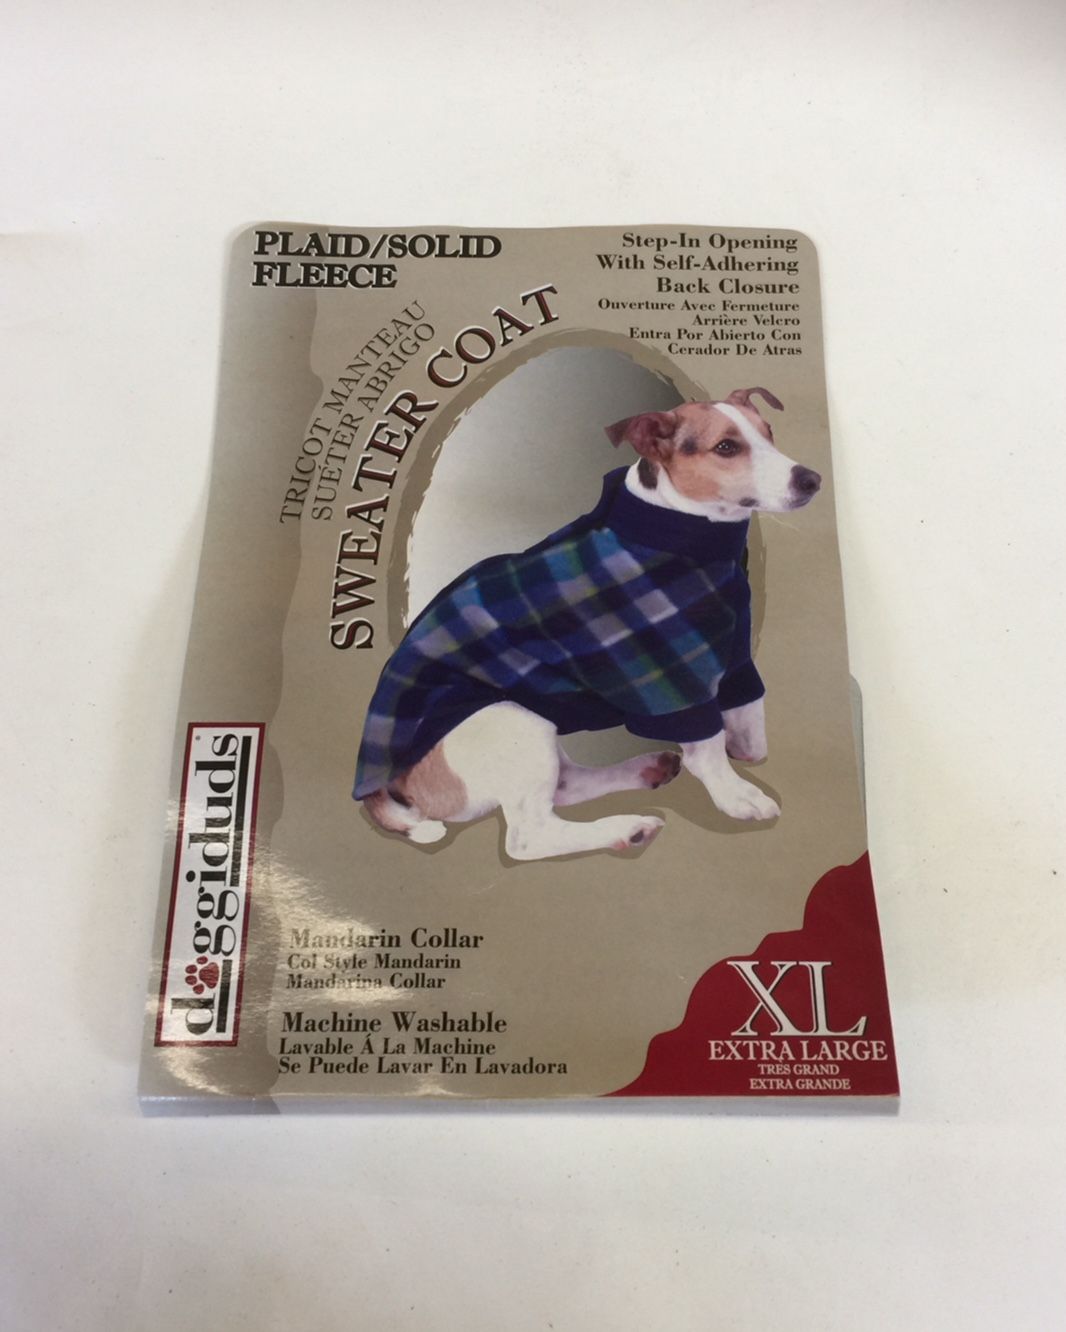 PLAID/SOLID
FLEECE
Step-In Opening
With Self-Adhering
Back Closure
Ouverture Avec Fermeture
Arrière Velcro
Entra Por Abierto Con
Cerador De Atras
TRICOT MANTEAU
SUÉTER ABRIGO
SWEATER COAT
doggiduds
Mandarin Collar
Col Style Mandarin
Mandarina Collar
Machine Washable
Lavable Á La Machine
Se Puede Lavar En Lavadora
XL
EXTRA LARGE
TRÈS GRAND
EXTRA GRANDE